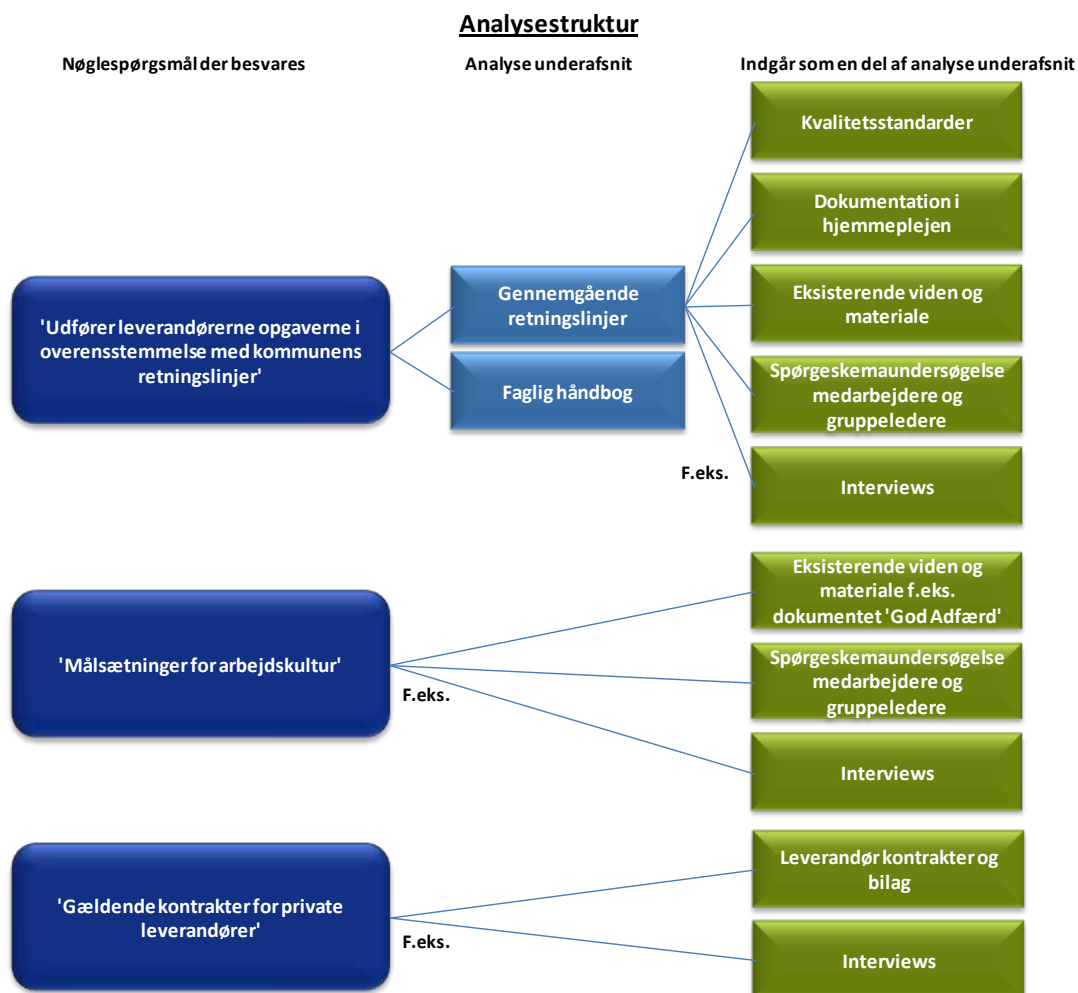 Analysestruktur
Nøglespørgsmål der besvares
Analyse underafsnit
Indgår som en del af analyse underafsnit
'Udfører leverandørerne opgaverne i
overensstemmelse med kommunens
retningslinjer'
Gennemgående
retningslinjer
Faglig håndbog
Kvalitetsstandarder
Dokumentation i
hjemmeplejen
Eksisterende viden og
materiale
Spørgeskemaundersøgelse
medarbejdere og
gruppeledere
F.eks.
Interviews
'Målsætninger for arbejdskultur'
F.eks.
Eksisterende viden og
materiale f.eks.
dokumentet 'God Adfærd'
Spørgeskemaundersøgelse
medarbejdere og
gruppeledere
Interviews
'Gældende kontrakter for private
leverandører'
F.eks.
Leverandør kontrakter og
bilag
Interviews